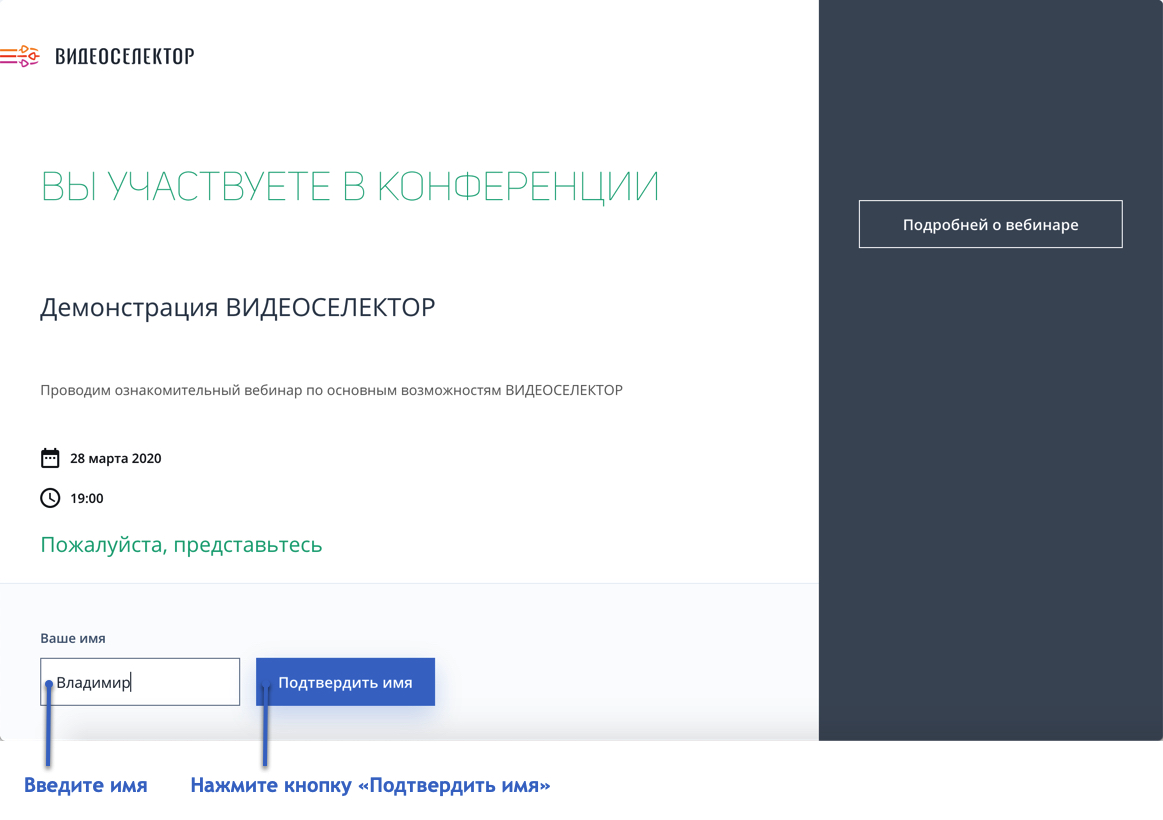 ВИДЕОСЕЛЕКТОР
ВЫ УЧАСТВУЕТЕ В КОНФЕРЕНЦИИ
Подробней о вебинаре
Демонстрация ВИДЕОСЕЛЕКТОР
Проводим ознакомительный вебинар по основным возможностям ВИДЕОСЕЛЕКТОР
28 марта 2020
19:00
Пожалуйста, представьтесь
Ваше имя
Владимир
Подтвердить имя
Введите имя
Нажмите кнопку «Подтвердить имя»